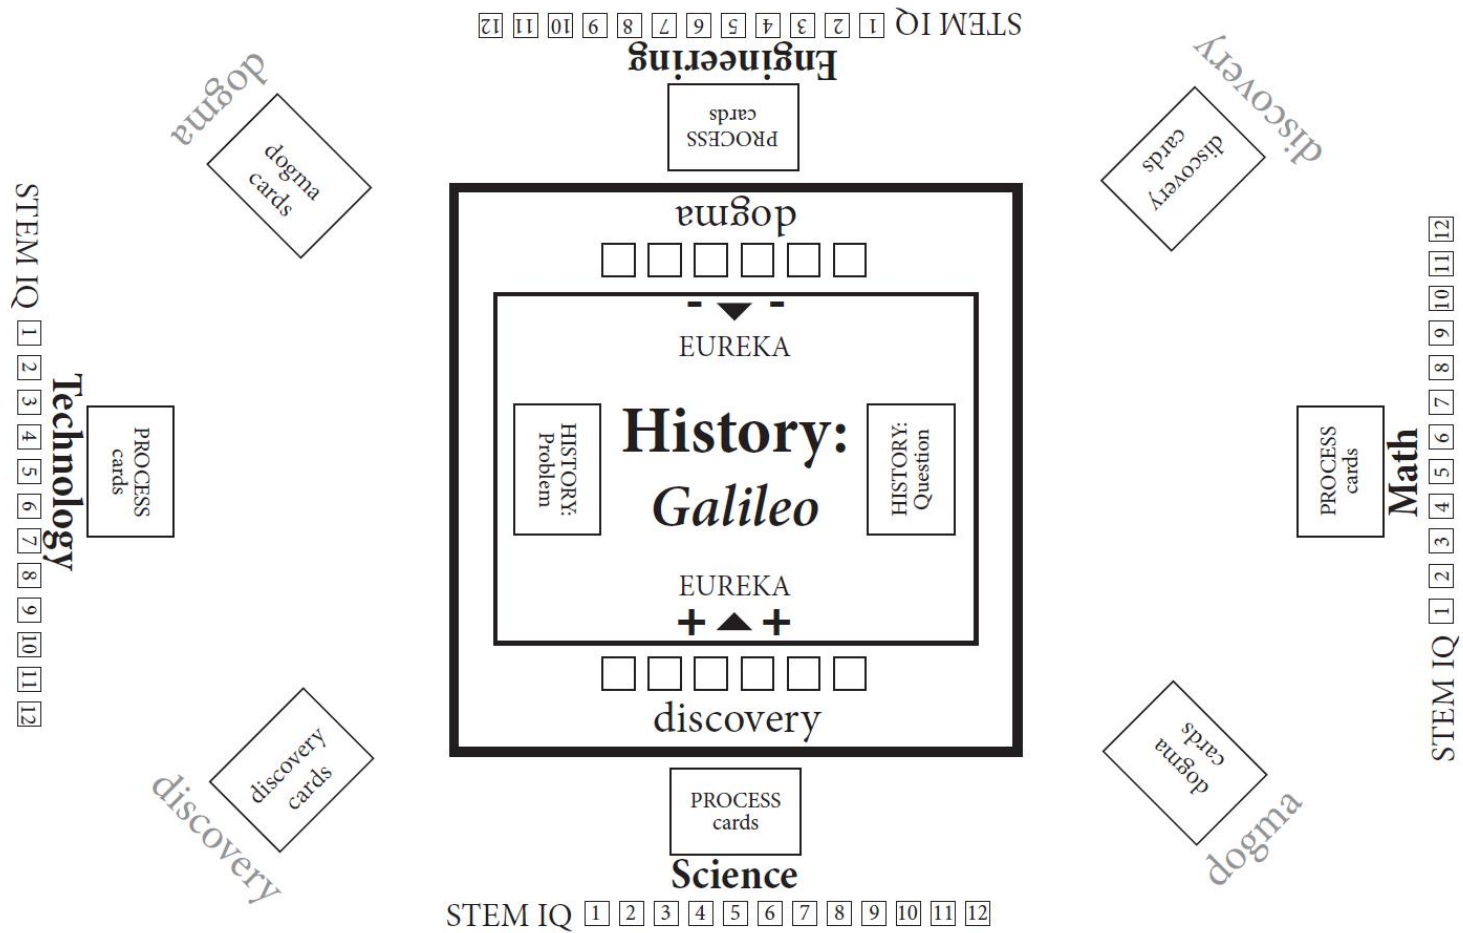 STEM IQ 1 2 3 4 5 6 7 8 9 10 11 12
Engineering
PROCESS
cards
dogma
dogma
cards
discovery
discovery
cards
STEM IQ 1 2 3 4 5 6 7 8 9 10 11 12
Technology
PROCESS
cards
dogma
- -
EUREKA
HISTORY:
Problem
History:
Galileo
HISTORY:
Question
EUREKA
+ +
discovery
PROCESS
cards
Math
STEM IQ 1 2 3 4 5 6 7 8 9 10 11 12
discovery
cards
discovery
dogma
cards
dogma
PROCESS
cards
Science
STEM IQ 1 2 3 4 5 6 7 8 9 10 11 12